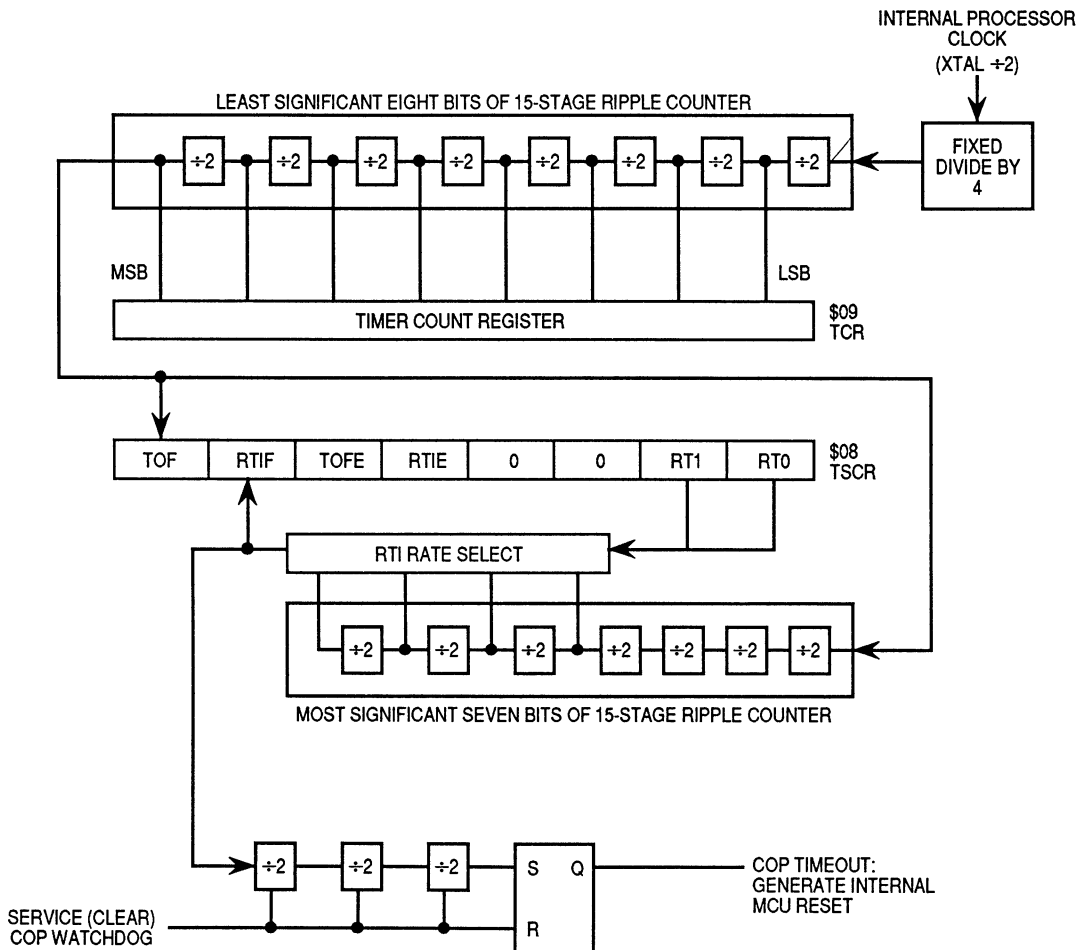 INTERNAL PROCESSOR
CLOCK
(XTAL ÷2)
LEAST SIGNIFICANT EIGHT BITS OF 15-STAGE RIPPLE COUNTER
÷2 ÷2 ÷2 ÷2 ÷2 ÷2 ÷2 ÷2
FIXED
DIVIDE BY
4
MSB
LSB
TIMER COUNT REGISTER
$09
TCR
TOF RTIF TOFE RTIE 0 0 RT1 RT0
$08
TSCR
RTI RATE SELECT
÷2 ÷2 ÷2 ÷2 ÷2 ÷2 ÷2
MOST SIGNIFICANT SEVEN BITS OF 15-STAGE RIPPLE COUNTER
÷2 ÷2 ÷2
S Q
COP TIMEOUT:
GENERATE INTERNAL
MCU RESET
SERVICE (CLEAR)
COP WATCHDOG
R